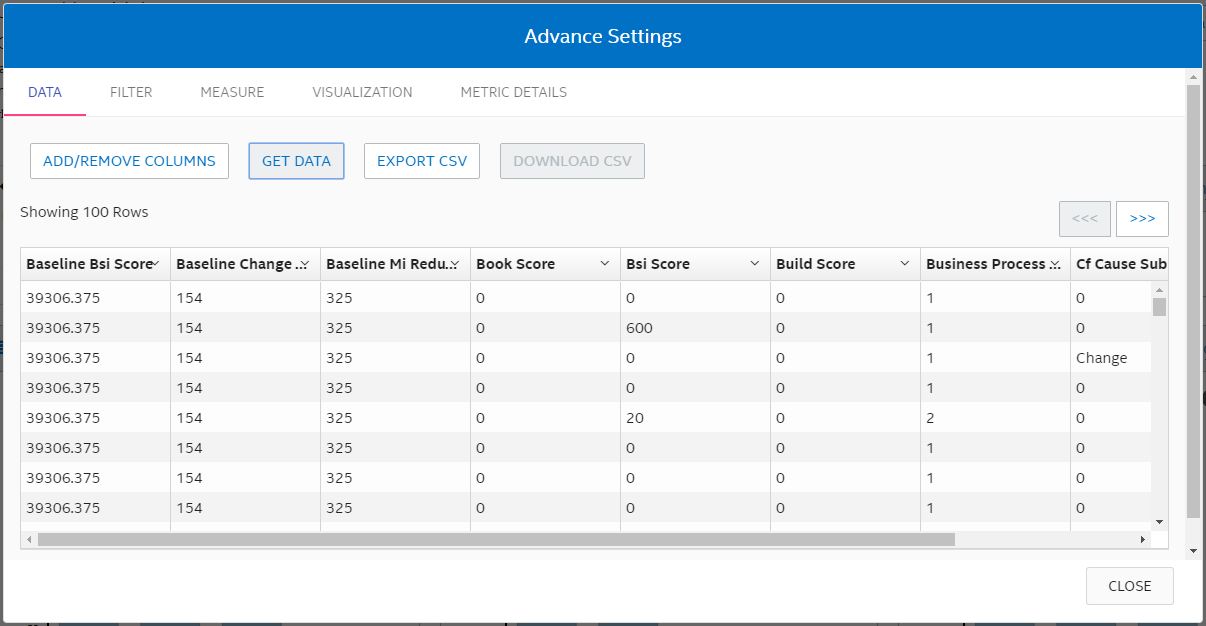 Advance Settings
DATA FILTER MEASURE VISUALIZATION METRIC DETAILS
ADD/REMOVE COLUMNS GET DATA EXPORT CSV DOWNLOAD CSV
Showing 100 Rows
<<< >>>
Baseline Bsi Score Baseline Change ... Baseline Mi Redu... Book Score Bsi Score Build Score Business Process ... Cf Cause Sub
39306.375 154 325 0 0 0 1 0
39306.375 154 325 0 600 0 1 0
39306.375 154 325 0 0 0 1 Change
39306.375 154 325 0 0 0 1 0
39306.375 154 325 0 20 0 2 0
39306.375 154 325 0 0 0 1 0
39306.375 154 325 0 0 0 1 0
39306.375 154 325 0 0 0 1 0
CLOSE